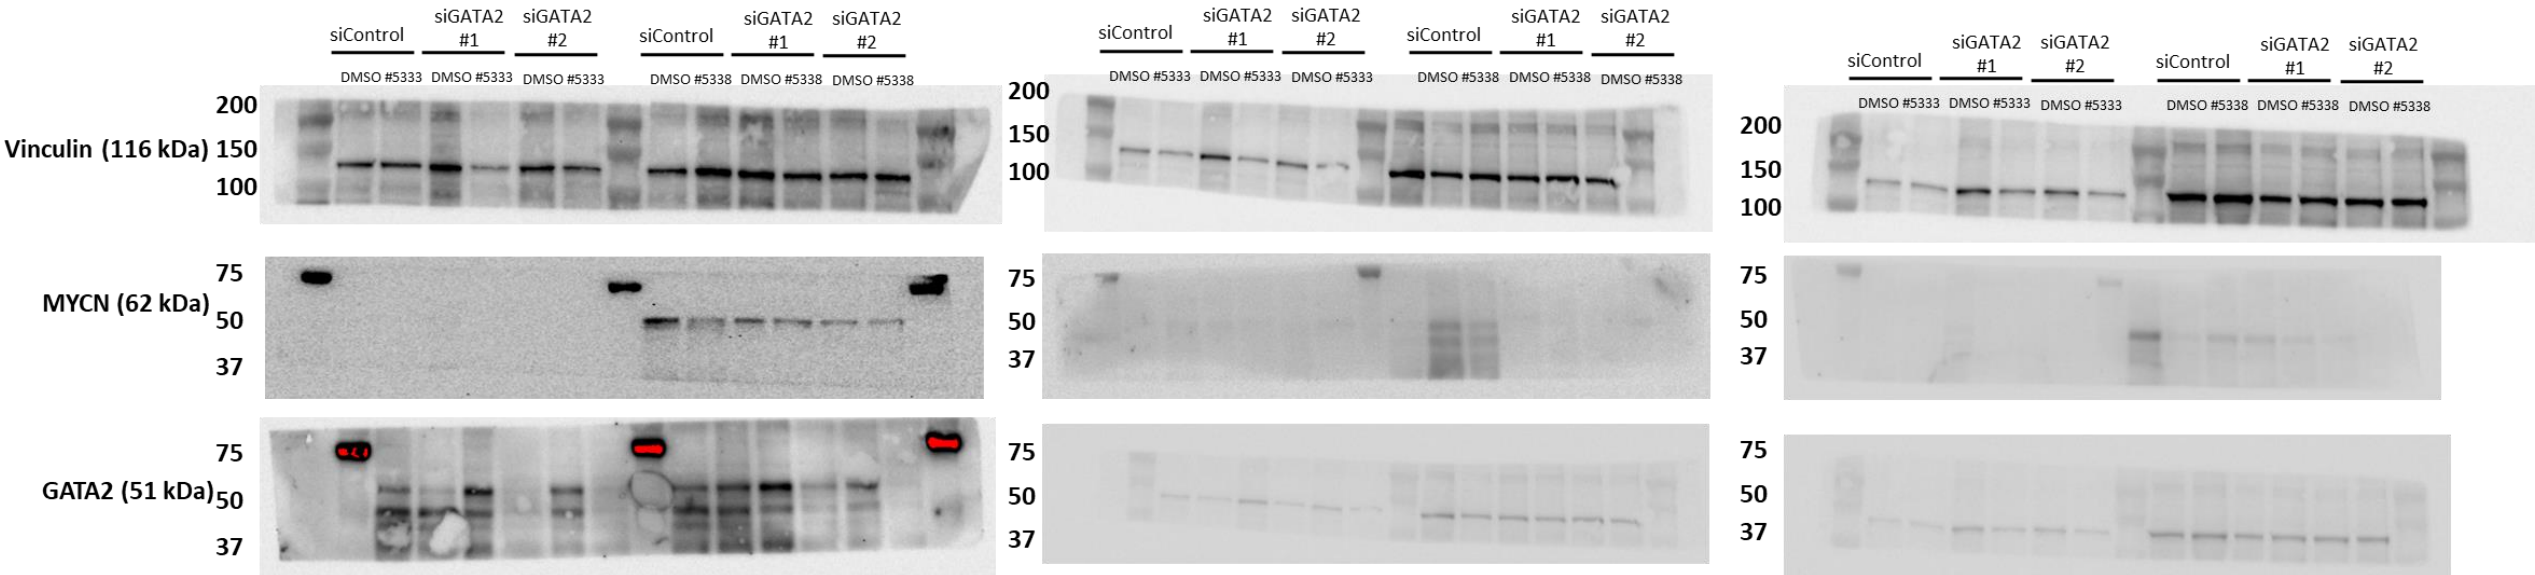 siGATA2 siGATA2 siGATA2 siGATA2
siControl #1 #2 siControl #1 #2
DMSO #5333 DMSO #5333 DMSO #5333 DMSO #5338 DMSO #5338 DMSO #5338
200
Vinculin (116 kDa) 150
100
75
MYCN (62 kDa)
50
37
75
GATA2 (51 kDa) 50
37
siGATA2 siGATA2 siGATA2 siGATA2
siControl #1 #2 siControl #1 #2
DMSO #5333 DMSO #5333 DMSO #5333 DMSO #5338 DMSO #5338 DMSO #5338
200
150
100
75
50
37
75
50
37
siGATA2 siGATA2 siGATA2 siGATA2
siControl #1 #2 siControl #1 #2
DMSO #5333 DMSO #5333 DMSO #5333 DMSO #5338 DMSO #5338 DMSO #5338
200
150
100
75
50
37
75
50
37